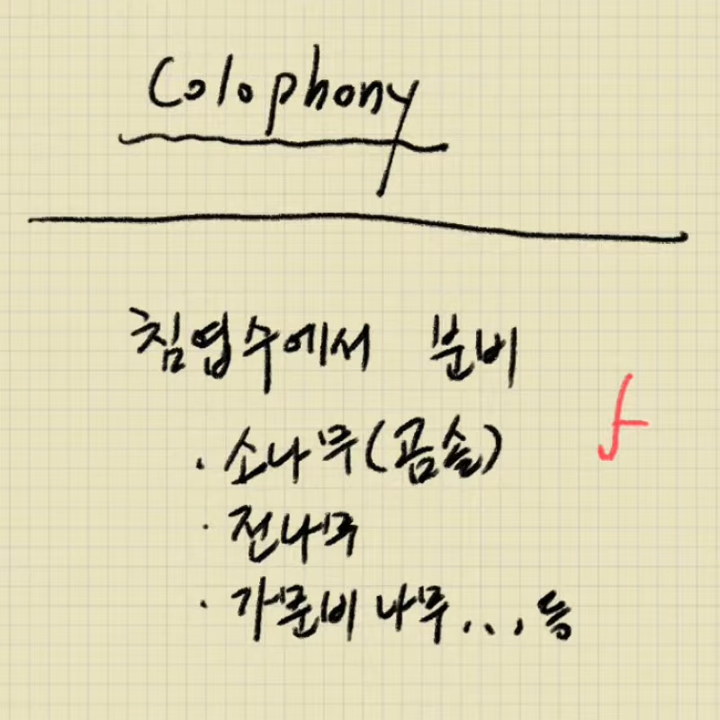 Colophony
침엽수에서 분비
· 소나무(곰솔)
· 전나무
· 가문비 나무...등